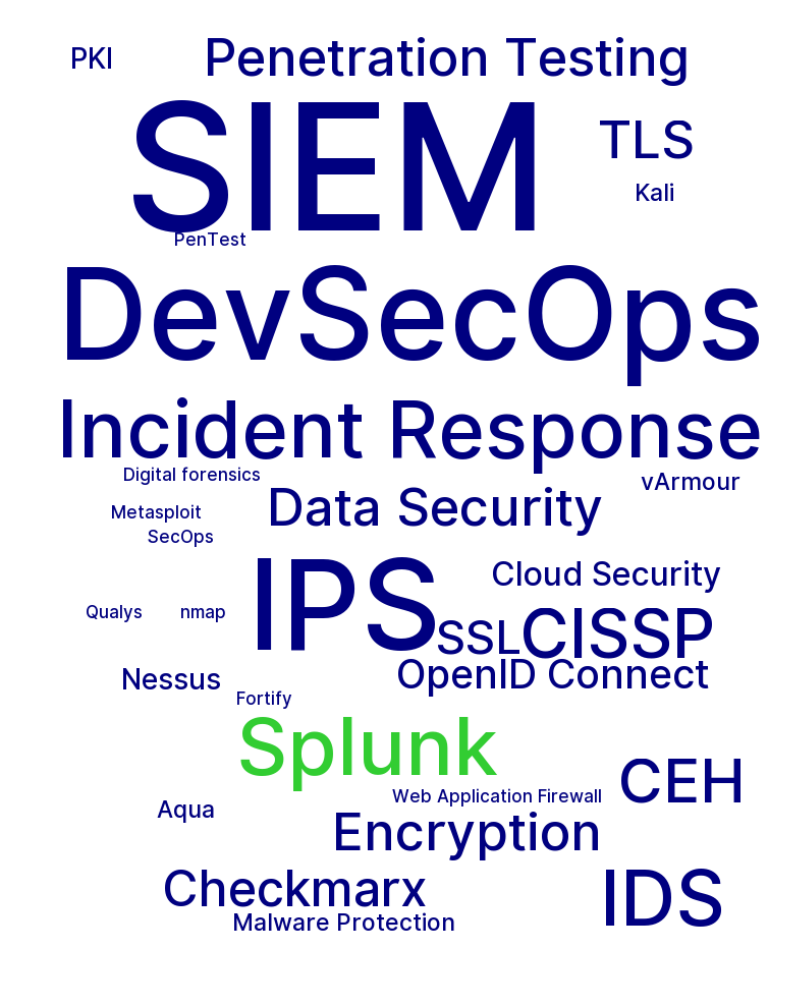 PKI
Penetration Testing
SIEM
TLS
Kali
PenTest
DevSecOps
Incident Response
Digital forensics
vArmour
Data Security
Metasploit
SecOps
IPS
Cloud Security
Qualys
nmap
SSL
CISSP
OpenID Connect
Nessus
Fortify
Splunk
CEH
Web Application Firewall
Aqua
Encryption
Checkmarx
IDS
Malware Protection